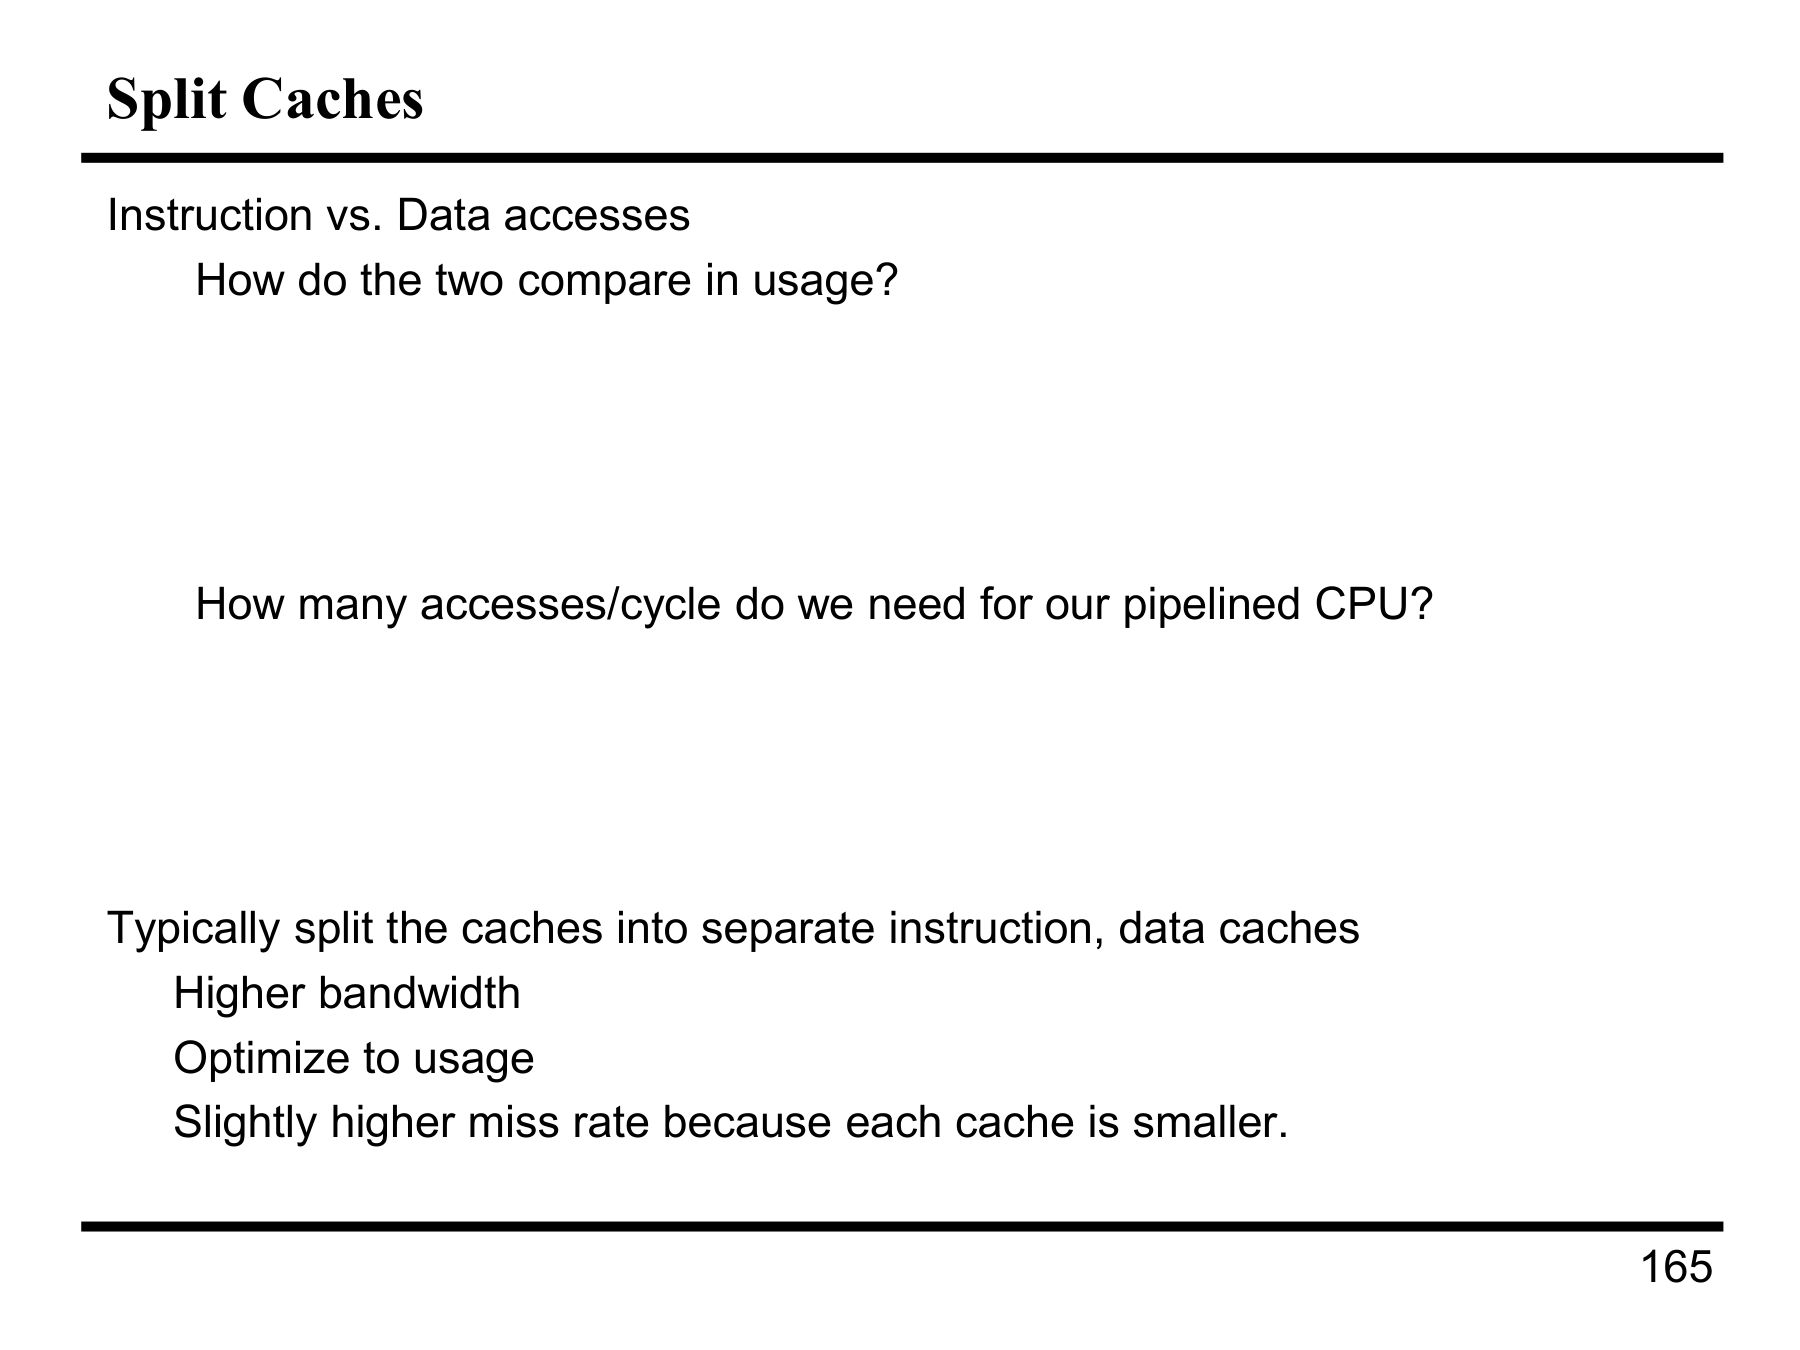 Split Caches
Instruction vs. Data accesses
How do the two compare in usage?
How many accesses/cycle do we need for our pipelined CPU?
Typically split the caches into separate instruction, data caches
Higher bandwidth
Optimize to usage
Slightly higher miss rate because each cache is smaller.
165